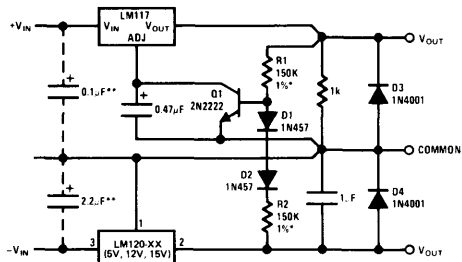 LM117
+VIN
VIN
VOUT
VOUT
ADJ
R1
150K
1%*
+
0.1μF**
Q1
2N2222
1k
D3
1N4001
+
0.47μF
D1
1N457
COMMON
+
2.2μF**
D2
1N457
R2
150K
1%*
D4
1N4001
1
LM120-XX
(5V, 12V, 15V)
-VIN
3
2
VOUT